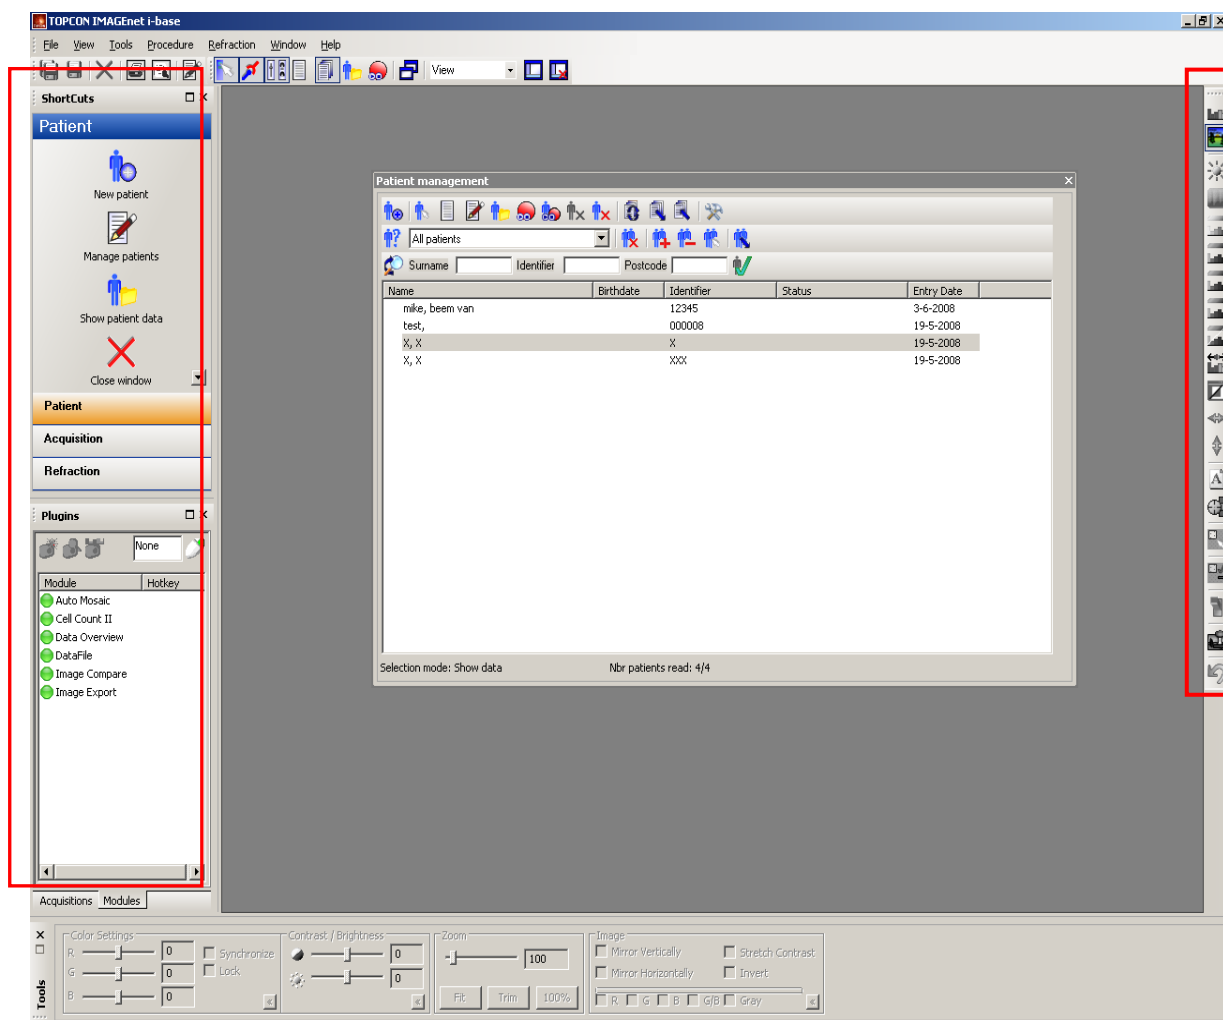 TOPCON IMAGEnet i-base
File View Tools Procedure Refraction Window Help
View
ShortCuts
Patient
New patient
Manage patients
Show patient data
Close window
Patient
Acquisition
Refraction
Plugins
None
Module Hotkey
Auto Mosaic
Cell Count II
Data Overview
DataFile
Image Compare
Image Export
Acquisitions Modules
Patient management
All patients
Surname Identifier Postcode
Name Birthdate Identifier Status Entry Date
mike, beem van 12345 3-6-2008
test, 000008 19-5-2008
X, X X 19-5-2008
X, X XXX 19-5-2008
Selection mode: Show data Nbr patients read: 4/4
A
Tools
Color Settings
R 0 Synchronize
G 0 Lock
B 0
Contrast / Brightness
0
0
Zoom
100
Fit Trim 100%
Image
Mirror Vertically Stretch Contrast
Mirror Horizontally Invert
R G B G/B Gray